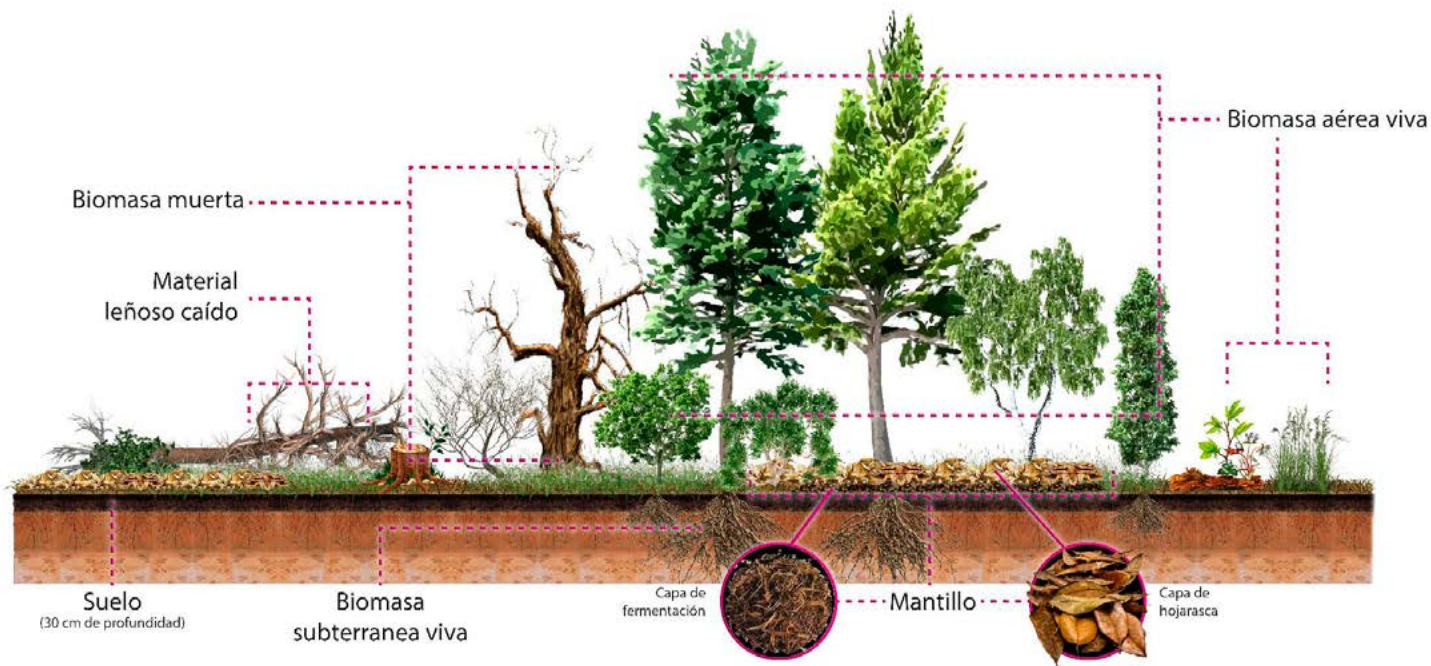 Biomasa aérea viva
Biomasa muerta
Material
leñoso caído
Suelo
(30 cm de profundidad)
Biomasa
subterranea viva
Capa de
fermentación
Mantillo
Capa de
hojarasca